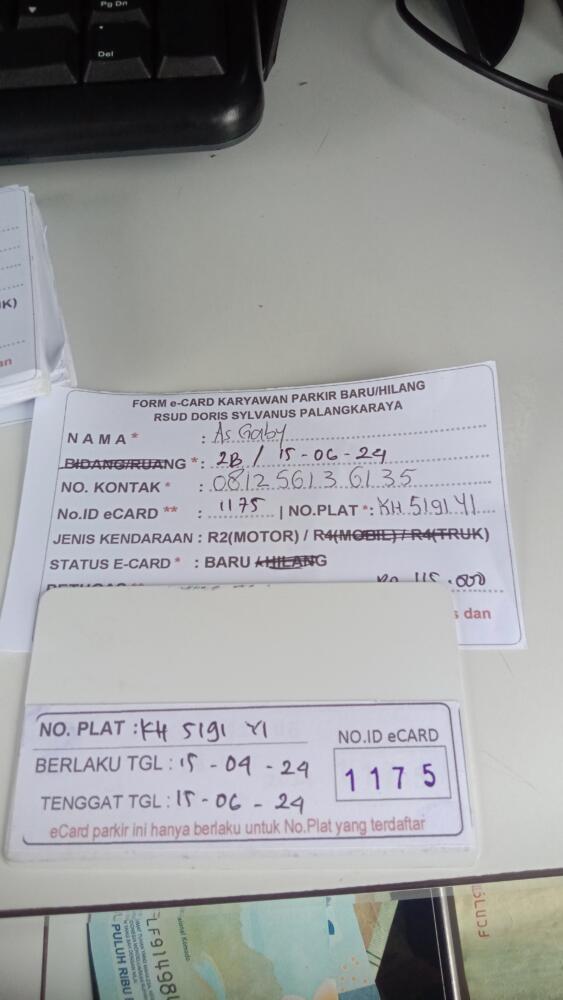 Pg Dn
Del
K)
an
FORM e-CARD KARYAWAN PARKIR BARU/HILANG
RSUD DORIS SYLVANUS PALANGKARAYA
NAMA* : As Gaby
BIDANG/RUANG *: 2B / 15-06-24
NO. KONTAK * : 0812 5613 6135
No.ID eCARD ** : 1175 | NO.PLAT *: KH 5191 YI
JENIS KENDARAAN : R2(MOTOR) / R4(MOBIL) / R4(TRUK)
STATUS E-CARD * : BARU / HILANG
Rp 115.000
s dan
NO. PLAT : KH 5191 YI
NO.ID eCARD
BERLAKU TGL : 15 - 04 - 24
1175
TENGGAT TGL : 15 - 06 - 24
eCard parkir ini hanya berlaku untuk No.Plat yang terdaftar
PULUH RIBU